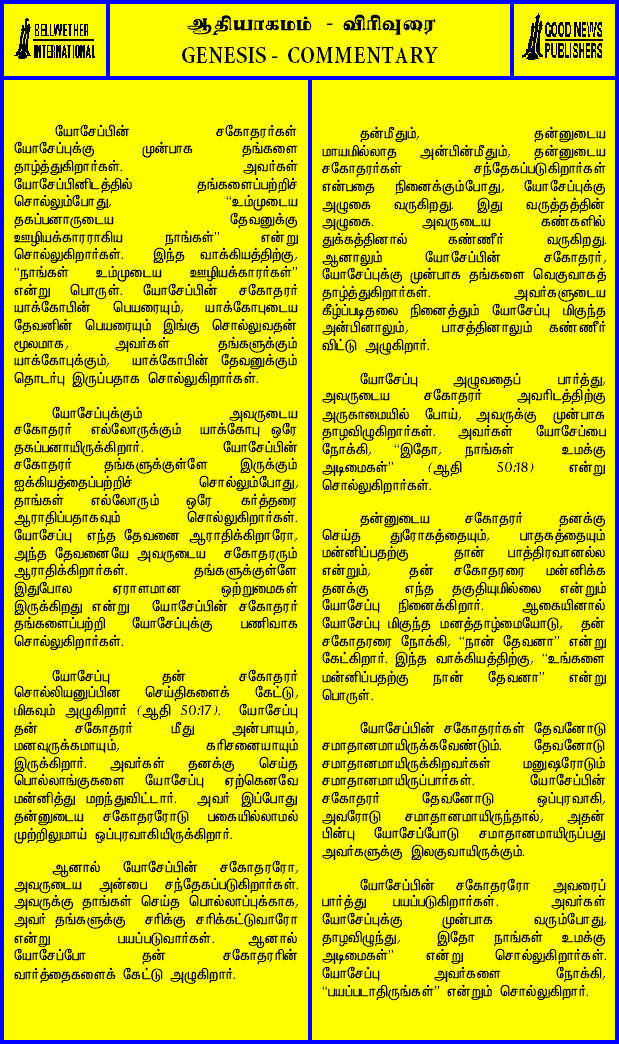 BELLWETHER
INTERNATIONAL
ஆதியாகமம் - விரிவுரை
GENESIS - COMMENTARY
GOOD NEWS
PUBLISHERS
யோசேப்பின் சகோதரர்கள்
யோசேப்புக்கு முன்பாக தங்களை
தாழ்த்துகிறார்கள். அவர்கள்
யோசேப்பினிடத்தில் தங்களைப்பற்றிச்
சொல்லும்போது, “உம்முடைய
தகப்பனாருடைய தேவனுக்கு
ஊழியக்காரராகிய நாங்கள்” என்று
சொல்லுகிறார்கள். இந்த வாக்கியத்திற்கு,
“நாங்கள் உம்முடைய ஊழியக்காரர்கள்”
என்று பொருள். யோசேப்பின் சகோதரர்
யாக்கோபின் பெயரையும், யாக்கோபுடைய
தேவனின் பெயரையும் இங்கு சொல்லுவதன்
மூலமாக, அவர்கள் தங்களுக்கும்
யாக்கோபுக்கும், யாக்கோபின் தேவனுக்கும்
தொடர்பு இருப்பதாக சொல்லுகிறார்கள்.
யோசேப்புக்கும் அவருடைய
சகோதரர் எல்லோருக்கும் யாக்கோபு ஒரே
தகப்பனாயிருக்கிறார். யோசேப்பின்
சகோதரர் தங்களுக்குள்ளே இருக்கும்
ஐக்கியத்தைப்பற்றிச் சொல்லும்போது,
தாங்கள் எல்லோரும் ஒரே கர்த்தரை
ஆராதிப்பதாகவும் சொல்லுகிறார்கள்.
யோசேப்பு எந்த தேவனை ஆராதிக்கிறாரோ,
அந்த தேவனையே அவருடைய சகோதரரும்
ஆராதிக்கிறார்கள். தங்களுக்குள்ளே
இதுபோல ஏராளமான ஒற்றுமைகள்
இருக்கிறது என்று யோசேப்பின் சகோதரர்
தங்களைப்பற்றி யோசேப்புக்கு பணிவாக
சொல்லுகிறார்கள்.
யோசேப்பு தன் சகோதரர்
சொல்லியனுப்பின செய்திகளைக் கேட்டு,
மிகவும் அழுகிறார் (ஆதி 50:17). யோசேப்பு
தன் சகோதரர் மீது அன்பாயும்,
மனவுருக்கமாயும், கரிசனையாயும்
இருக்கிறார். அவர்கள் தனக்கு செய்த
பொல்லாங்குகளை யோசேப்பு ஏற்கெனவே
மன்னித்து மறந்துவிட்டார். அவர் இப்போது
தன்னுடைய சகோதரரோடு பகையில்லாமல்
முற்றிலுமாய் ஒப்புரவாகியிருக்கிறார்.
ஆனால் யோசேப்பின் சகோதரரோ,
அவருடைய அன்பை சந்தேகப்படுகிறார்கள்.
அவருக்கு தாங்கள் செய்த பொல்லாப்புக்காக,
அவர் தங்களுக்கு சரிக்கு சரிக்கட்டுவாரோ
என்று பயப்படுவார்கள். ஆனால்
யோசேப்போ தன் சகோதரரின்
வார்த்தைகளைக் கேட்டு அழுகிறார்.
தன்மீதும், தன்னுடைய
மாயமில்லாத அன்பின்மீதும், தன்னுடைய
சகோதரர்கள் சந்தேகப்படுகிறார்கள்
என்பதை நினைக்கும்போது, யோசேப்புக்கு
அழுகை வருகிறது. இது வருத்தத்தின்
அழுகை. அவருடைய கண்களில்
துக்கத்தினால் கண்ணீர் வருகிறது.
ஆனாலும் யோசேப்பின் சகோதரர்,
யோசேப்புக்கு முன்பாக தங்களை வெகுவாகத்
தாழ்த்துகிறார்கள். அவர்களுடைய
கீழ்ப்படிதலை நினைத்தும் யோசேப்பு மிகுந்த
அன்பினாலும், பாசத்தினாலும் கண்ணீர்
விட்டு அழுகிறார்.
யோசேப்பு அழுவதைப் பார்த்து,
அவருடைய சகோதரர் அவரிடத்திற்கு
அருகாமையில் போய், அவருக்கு முன்பாக
தாழவிழுகிறார்கள். அவர்கள் யோசேப்பை
நோக்கி, “இதோ, நாங்கள் உமக்கு
அடிமைகள்” (ஆதி 50:18) என்று
சொல்லுகிறார்கள்.
தன்னுடைய சகோதரர் தனக்கு
செய்த துரோகத்தையும், பாதகத்தையும்
மன்னிப்பதற்கு தான் பாத்திரவானல்ல
என்றும், தன் சகோதரரை மன்னிக்க
தனக்கு எந்த தகுதியுமில்லை என்றும்
யோசேப்பு நினைக்கிறார். ஆகையினால்
யோசேப்பு மிகுந்த மனத்தாழ்மையோடு, தன்
சகோதரரை நோக்கி, “நான் தேவனா” என்று
கேட்கிறார். இந்த வாக்கியத்திற்கு, “உங்களை
மன்னிப்பதற்கு நான் தேவனா” என்று
பொருள்.
யோசேப்பின் சகோதரர்கள் தேவனோடு
சமாதானமாயிருக்கவேண்டும். தேவனோடு
சமாதானமாயிருக்கிறவர்கள் மனுஷரோடும்
சமாதானமாயிருப்பார்கள். யோசேப்பின்
சகோதரர் தேவனோடு ஒப்புரவாகி,
அவரோடு சமாதானமாயிருந்தால், அதன்
பின்பு யோசேப்போடு சமாதானமாயிருப்பது
அவர்களுக்கு இலகுவாயிருக்கும்.
யோசேப்பின் சகோதரரோ அவரைப்
பார்த்து பயப்படுகிறார்கள். அவர்கள்
யோசேப்புக்கு முன்பாக வரும்போது,
தாழவிழுந்து, இதோ நாங்கள் உமக்கு
அடிமைகள்” என்று சொல்லுகிறார்கள்.
யோசேப்பு அவர்களை நோக்கி,
“பயப்படாதிருங்கள்” என்றும் சொல்லுகிறார்.